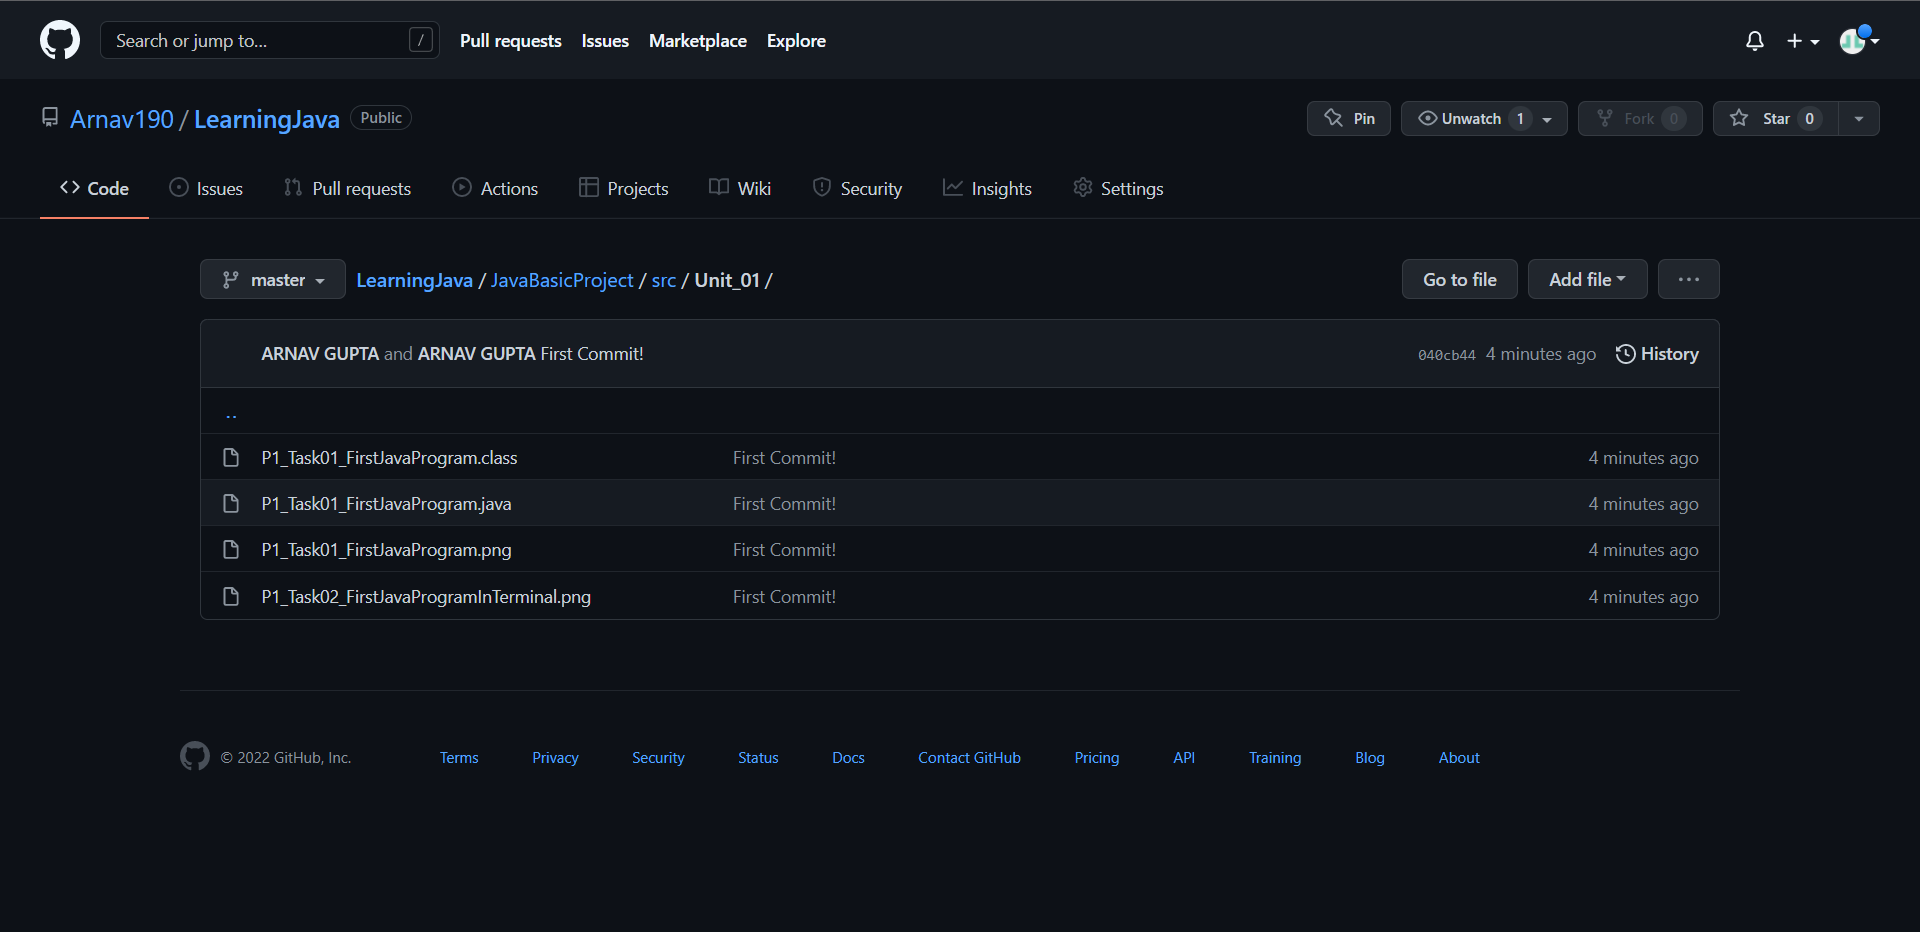 Search or jump to... /
Pull requests Issues Marketplace Explore
Arnav190 / LearningJava Public
Pin Unwatch 1 Fork 0 Star 0
Code Issues Pull requests Actions Projects Wiki Security Insights Settings
master LearningJava / JavaBasicProject / src / Unit_01 /
Go to file Add file ...
ARNAV GUPTA and ARNAV GUPTA First Commit! 040cb44 4 minutes ago History
..
P1_Task01_FirstJavaProgram.class First Commit! 4 minutes ago
P1_Task01_FirstJavaProgram.java First Commit! 4 minutes ago
P1_Task01_FirstJavaProgram.png First Commit! 4 minutes ago
P1_Task02_FirstJavaProgramInTerminal.png First Commit! 4 minutes ago
© 2022 GitHub, Inc. Terms Privacy Security Status Docs Contact GitHub Pricing API Training Blog About